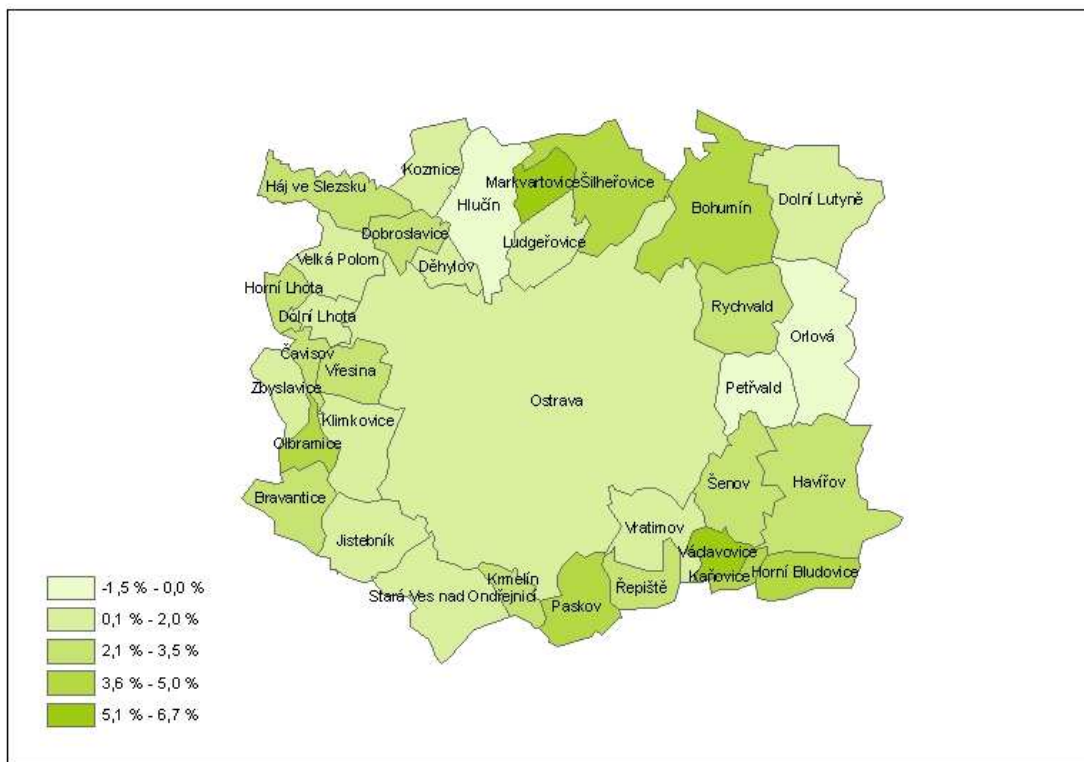 Kozmice
Háj ve Slezsku
Markvartovice
Šilheřovice
Hlučín
Bohumín
Dolní Lutyně
Dobroslavice
Ludgeřovice
Velká Polom
Děhylov
Horní Lhota
Rychvald
Dolní Lhota
Orlová
Čavisov
Vřesina
Zbyslavice
Petřvald
Ostrava
Klimkovice
Olbramice
Šenov
Havířov
Bravantice
Vratimov
Jistebník
Václavovice
Krmelín
Řepiště
Kaňovice
Horní Bludovice
Stará Ves nad Ondřejnicí
Paskov
-1,5 % - 0,0 %
0,1 % - 2,0 %
2,1 % - 3,5 %
3,6 % - 5,0 %
5,1 % - 6,7 %